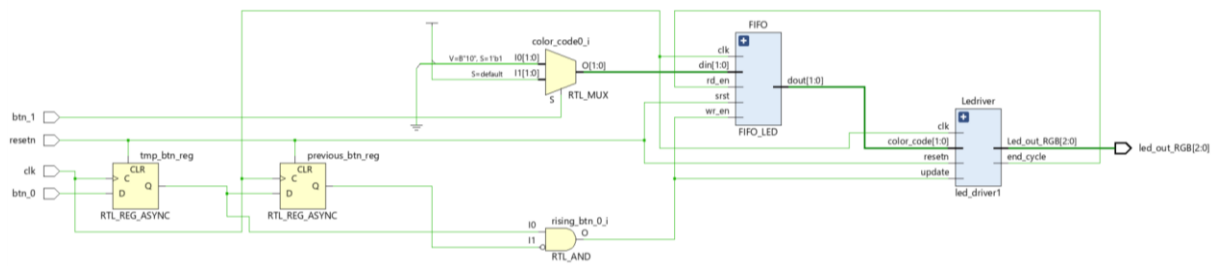 FIFO
color_code0_i
V=B"10", S=1'b1
I0[1:0]
S=default
I1[1:0]
O[1:0]
S
RTL_MUX
clk
din[1:0]
rd_en
srst
wr_en
dout[1:0]
FIFO_LED
Ledriver
clk
color_code[1:0]
resetn
update
Led_out_RGB[2:0]
end_cycle
led_driver1
led_out_RGB[2:0]
btn_1
resetn
clk
btn_0
tmp_btn_reg
CLR
C
D
Q
RTL_REG_ASYNC
previous_btn_reg
CLR
C
D
Q
RTL_REG_ASYNC
rising_btn_0_i
I0
I1
O
RTL_AND